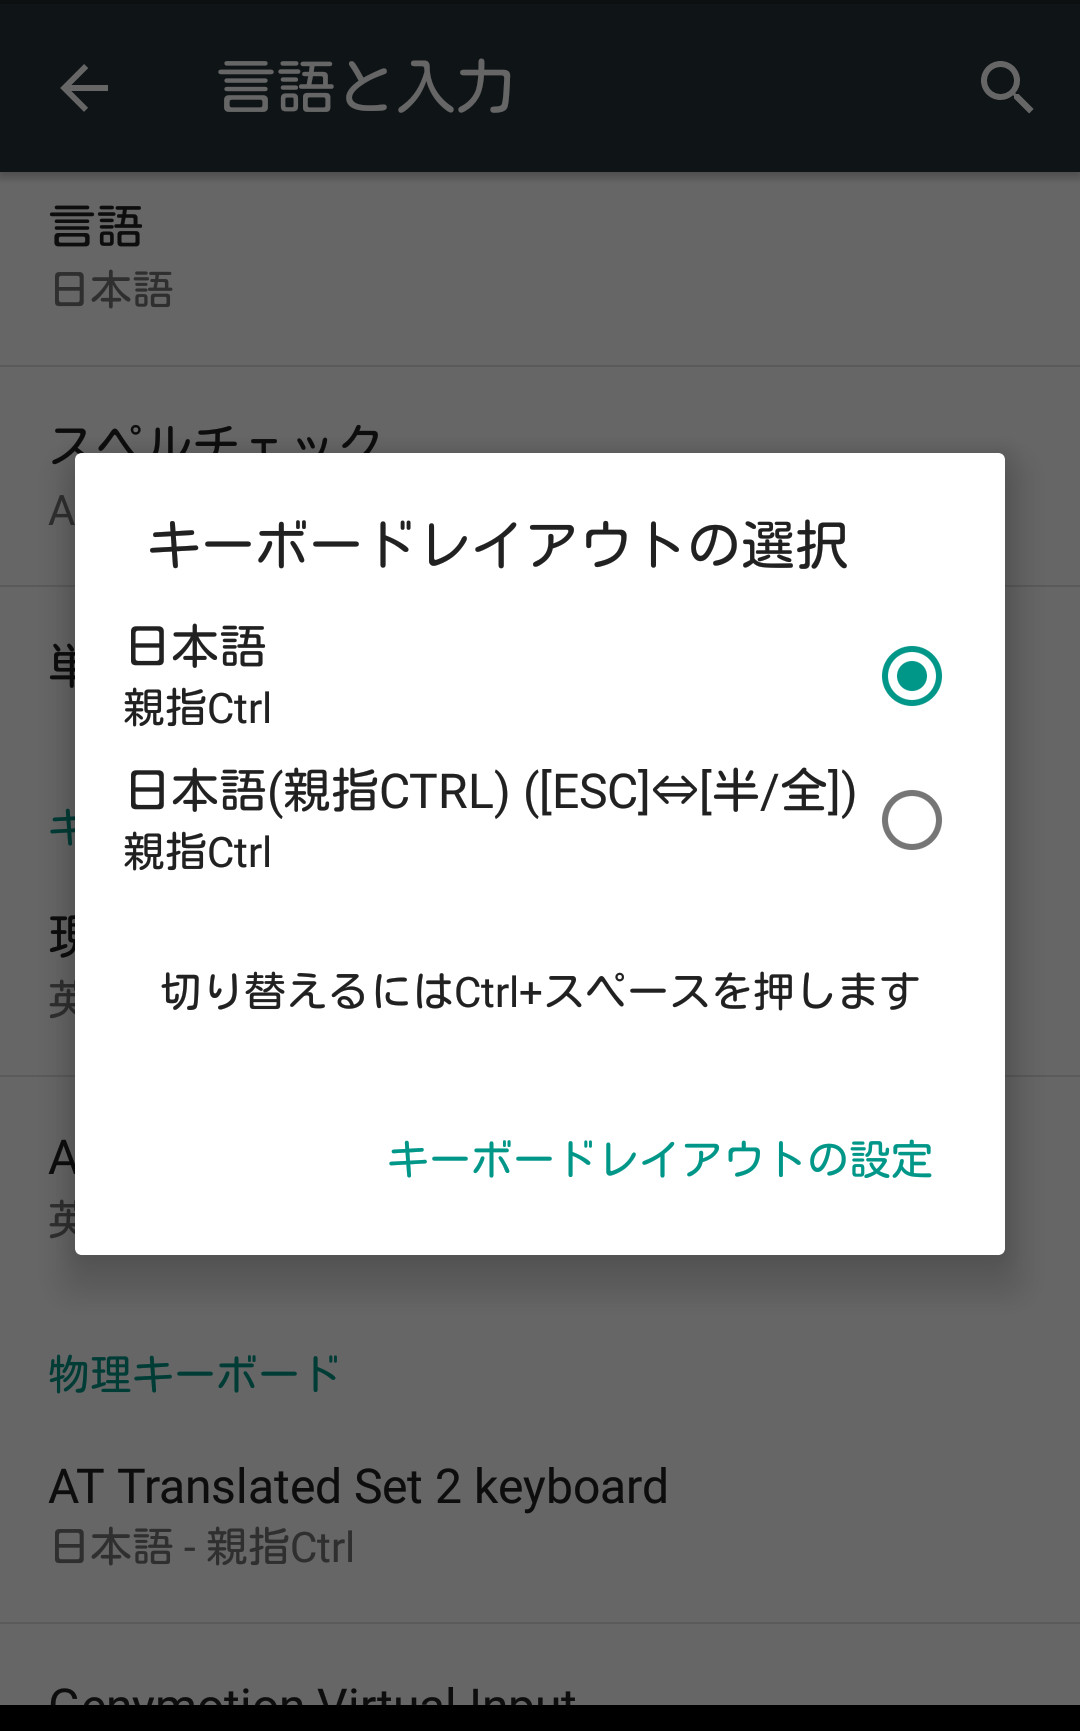 言語と入力
言語
日本語
スペルチェック
A
キーボードレイアウトの選択
日本語
親指Ctrl
日本語(親指CTRL) ([ESC]⇔[半/全])
親指Ctrl
切り替えるにはCtrl+スペースを押します
キーボードレイアウトの設定
A
物理キーボード
AT Translated Set 2 keyboard
日本語 - 親指Ctrl
Genymotion Virtual Input